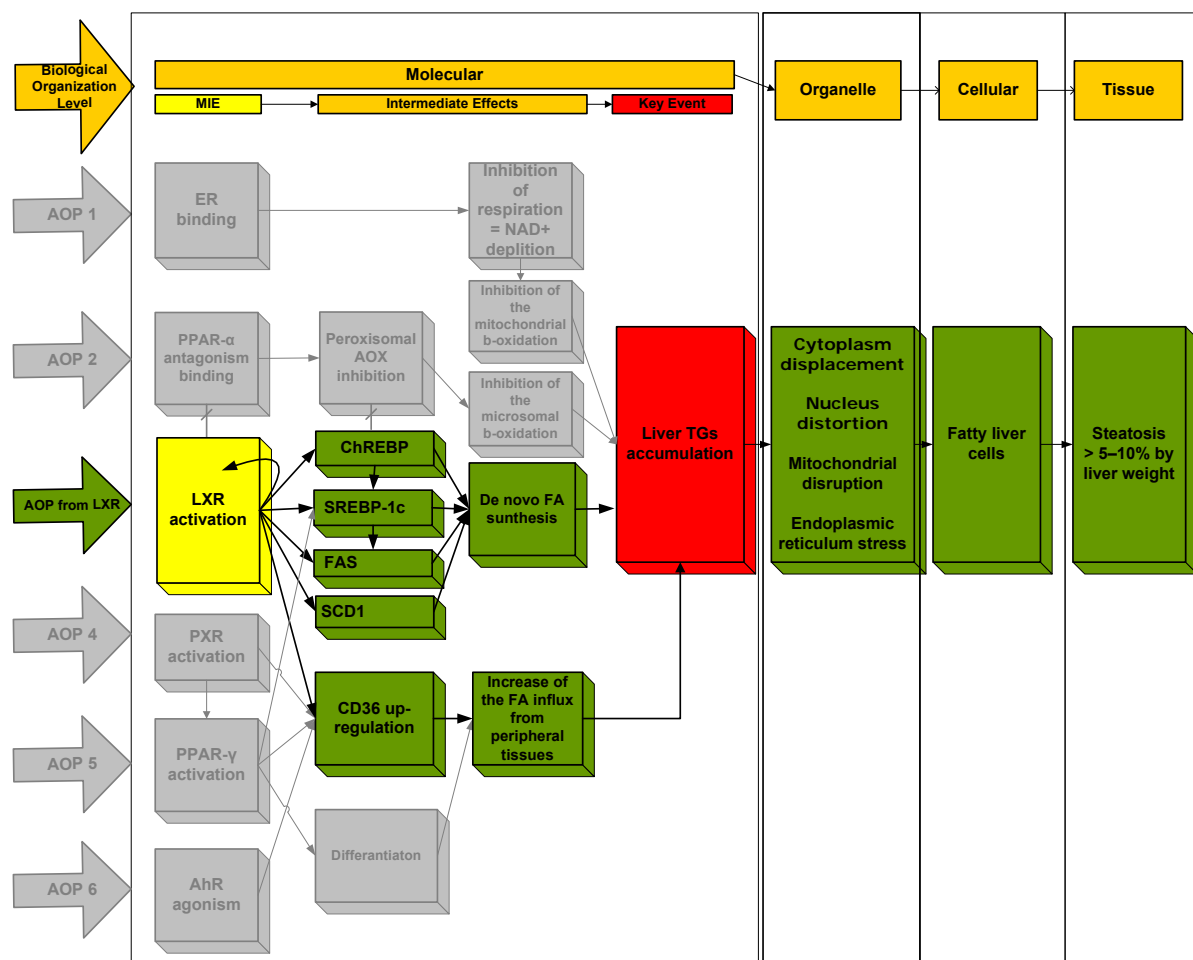 Biological
Organization
Level
Molecular
MIE
Intermediate Effects
Key Event
Organelle
Cellular
Tissue
AOP 1
ER
binding
Inhibition
of
respiration
= NAD+
deplition
Inhibition of
the
mitochondrial
b-oxidation
AOP 2
PPAR-α
antagonism
binding
Peroxisomal
AOX
inhibition
Inhibition of
the
microsomal
b-oxidation
AOP from LXR
LXR
activation
ChREBP
SREBP-1c
FAS
SCD1
De novo FA
sunthesis
Liver TGs
accumulation
Cytoplasm
displacement
Nucleus
distortion
Mitochondrial
disruption
Endoplasmic
reticulum stress
Fatty liver
cells
Steatosis
> 5–10% by
liver weight
AOP 4
PXR
activation
CD36 up-
regulation
Increase of
the FA influx
from
peripheral
tissues
AOP 5
PPAR-γ
activation
Differantiaton
AOP 6
AhR
agonism